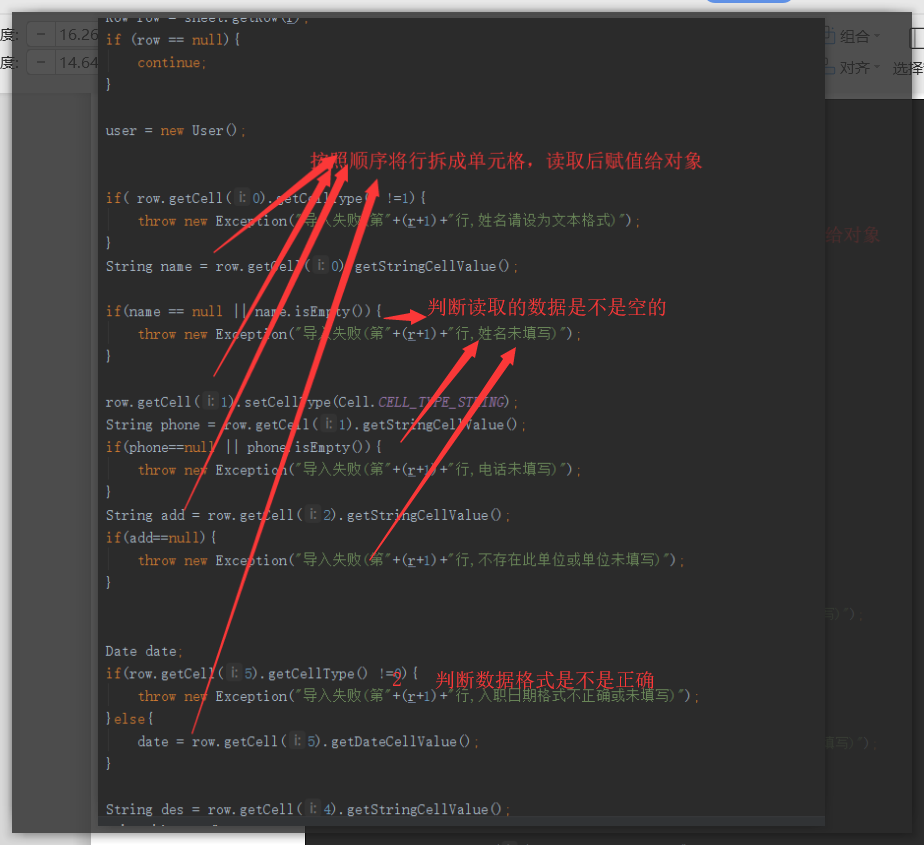 度: − 16.26
组合
度: − 14.64
对齐 选择
Row row = sheet.getRow(r);
if (row == null){
continue;
}
user = new User();
按照顺序将行拆成单元格，读取后赋值给对象
if( row.getCell(i: 0).getCellType() !=1){
throw new Exception("导入失败(第"+(r+1)+"行,姓名请设为文本格式)");
}
给对象
String name = row.getCell(i: 0).getStringCellValue();
if(name == null || name.isEmpty()){
判断读取的数据是不是空的
throw new Exception("导入失败(第"+(r+1)+"行,姓名未填写)");
}
row.getCell(i: 1).setCellType(Cell.CELL_TYPE_STRING);
String phone = row.getCell(i: 1).getStringCellValue();
if(phone==null || phone.isEmpty()){
throw new Exception("导入失败(第"+(r+1)+"行,电话未填写)");
}
String add = row.getCell(i: 2).getStringCellValue();
if(add==null){
throw new Exception("导入失败(第"+(r+1)+"行,不存在此单位或单位未填写)");
}
写)");
Date date;
if(row.getCell(i: 5).getCellType() !=0){
2 判断数据格式是不是正确
throw new Exception("导入失败(第"+(r+1)+"行,入职日期格式不正确或未填写)");
}else{
date = row.getCell(i: 5).getDateCellValue();
填写)");
}
String des = row.getCell(i: 4).getStringCellValue();